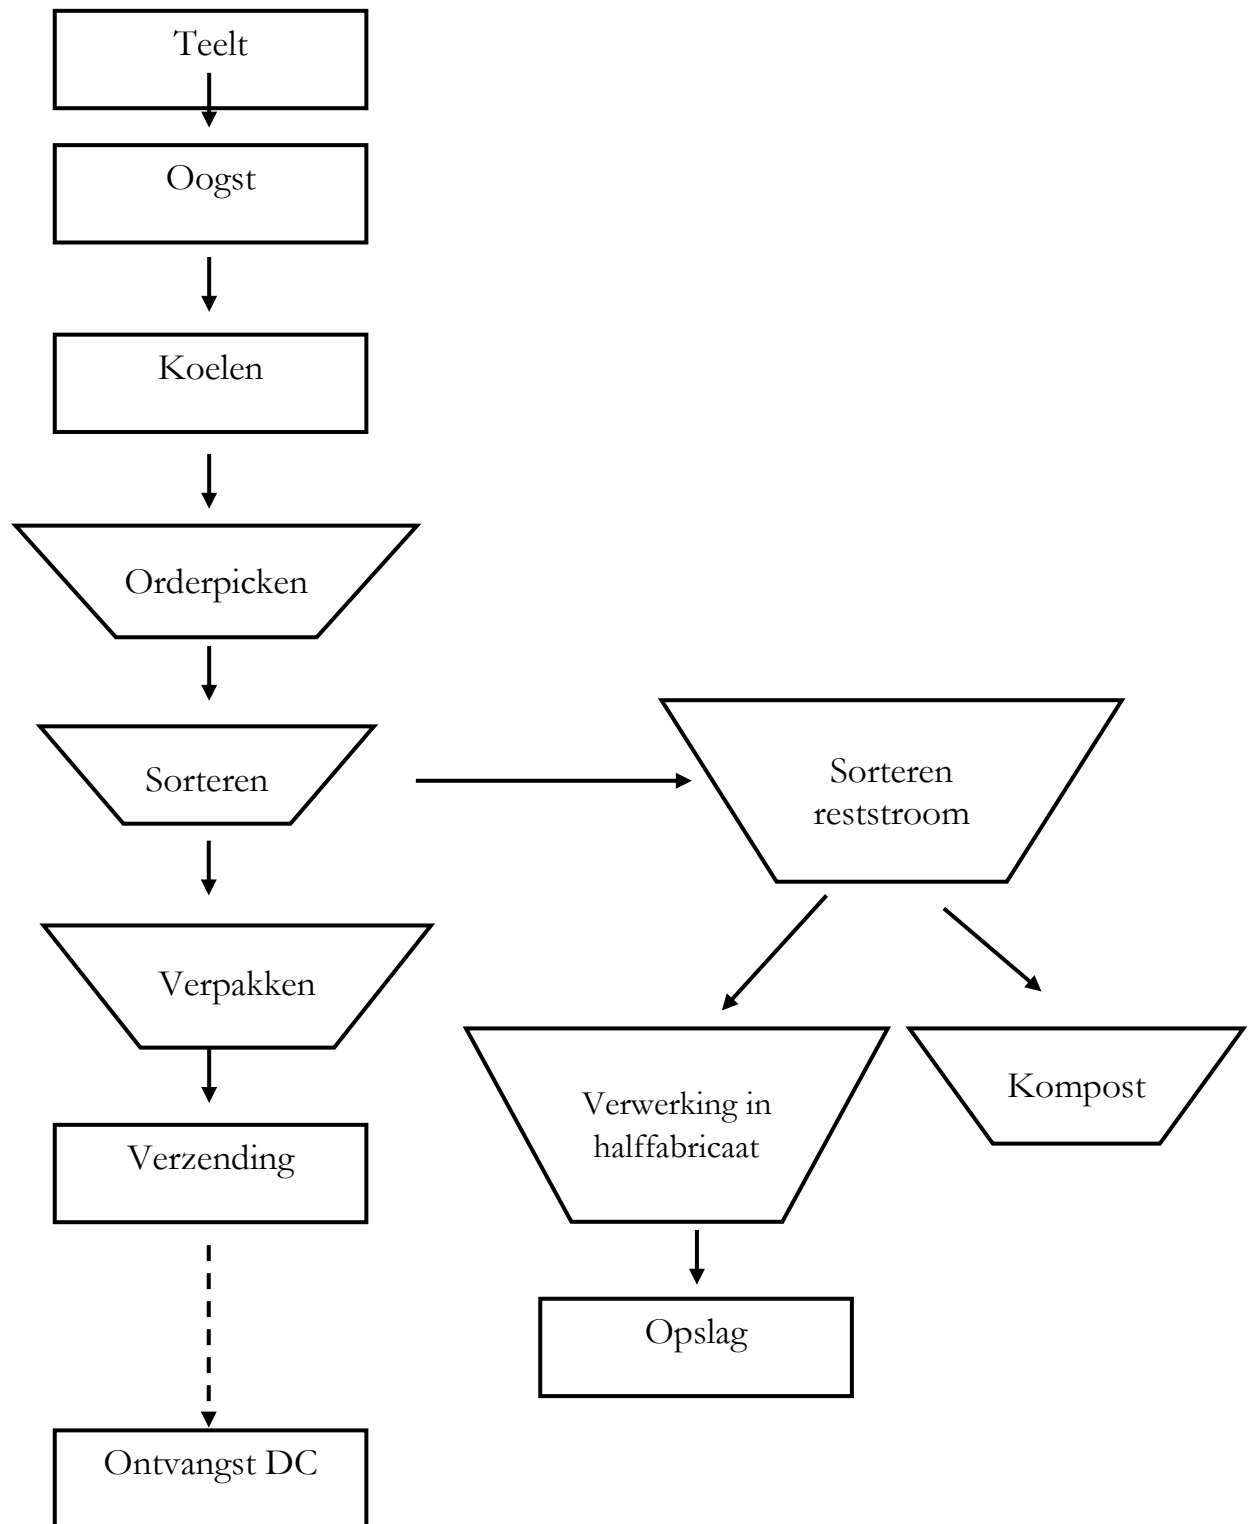 Teelt
Oogst
Koelen
Orderpicken
Sorteren
Sorteren
reststroom
Verpakken
Verwerking in
halffabricaat
Kompost
Verzending
Opslag
Ontvangst DC